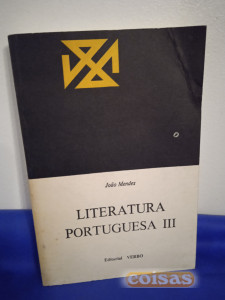 João Mendes
LITERATURA
PORTUGUESA III
Editorial VERBO
coisas